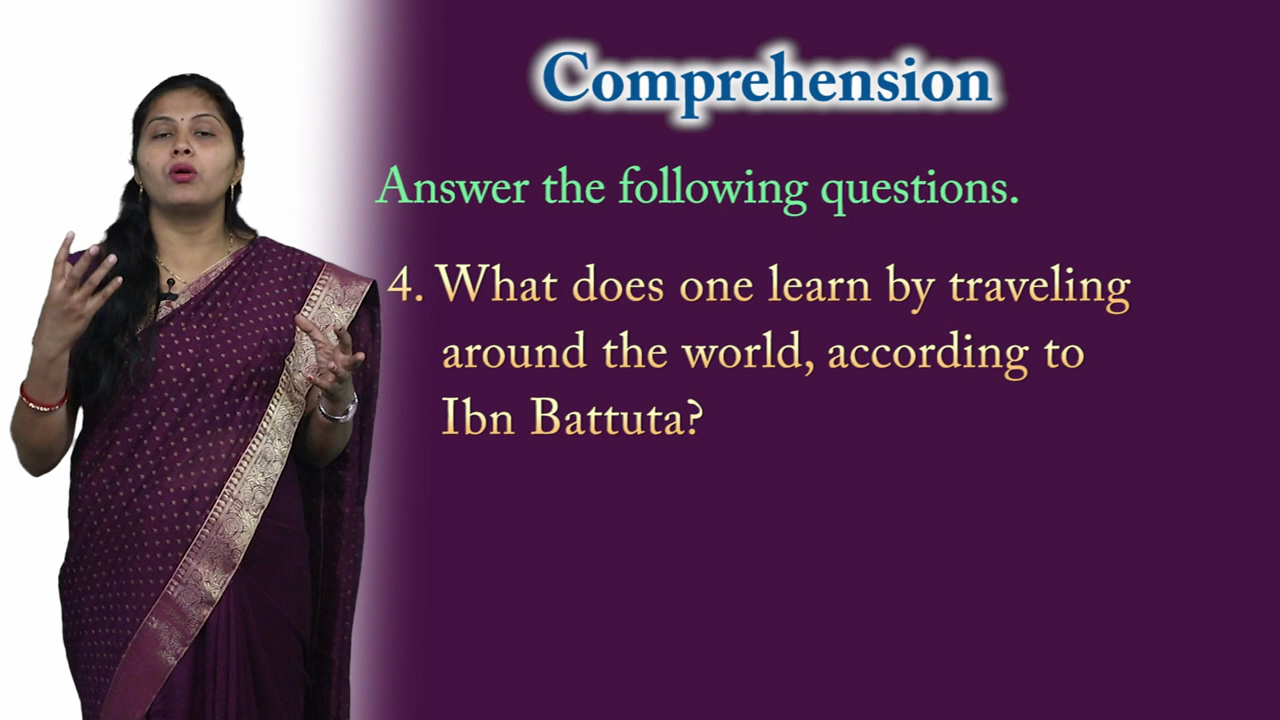 Comprehension
Answer the following questions.
4. What does one learn by traveling
around the world, according to
Ibn Battuta?